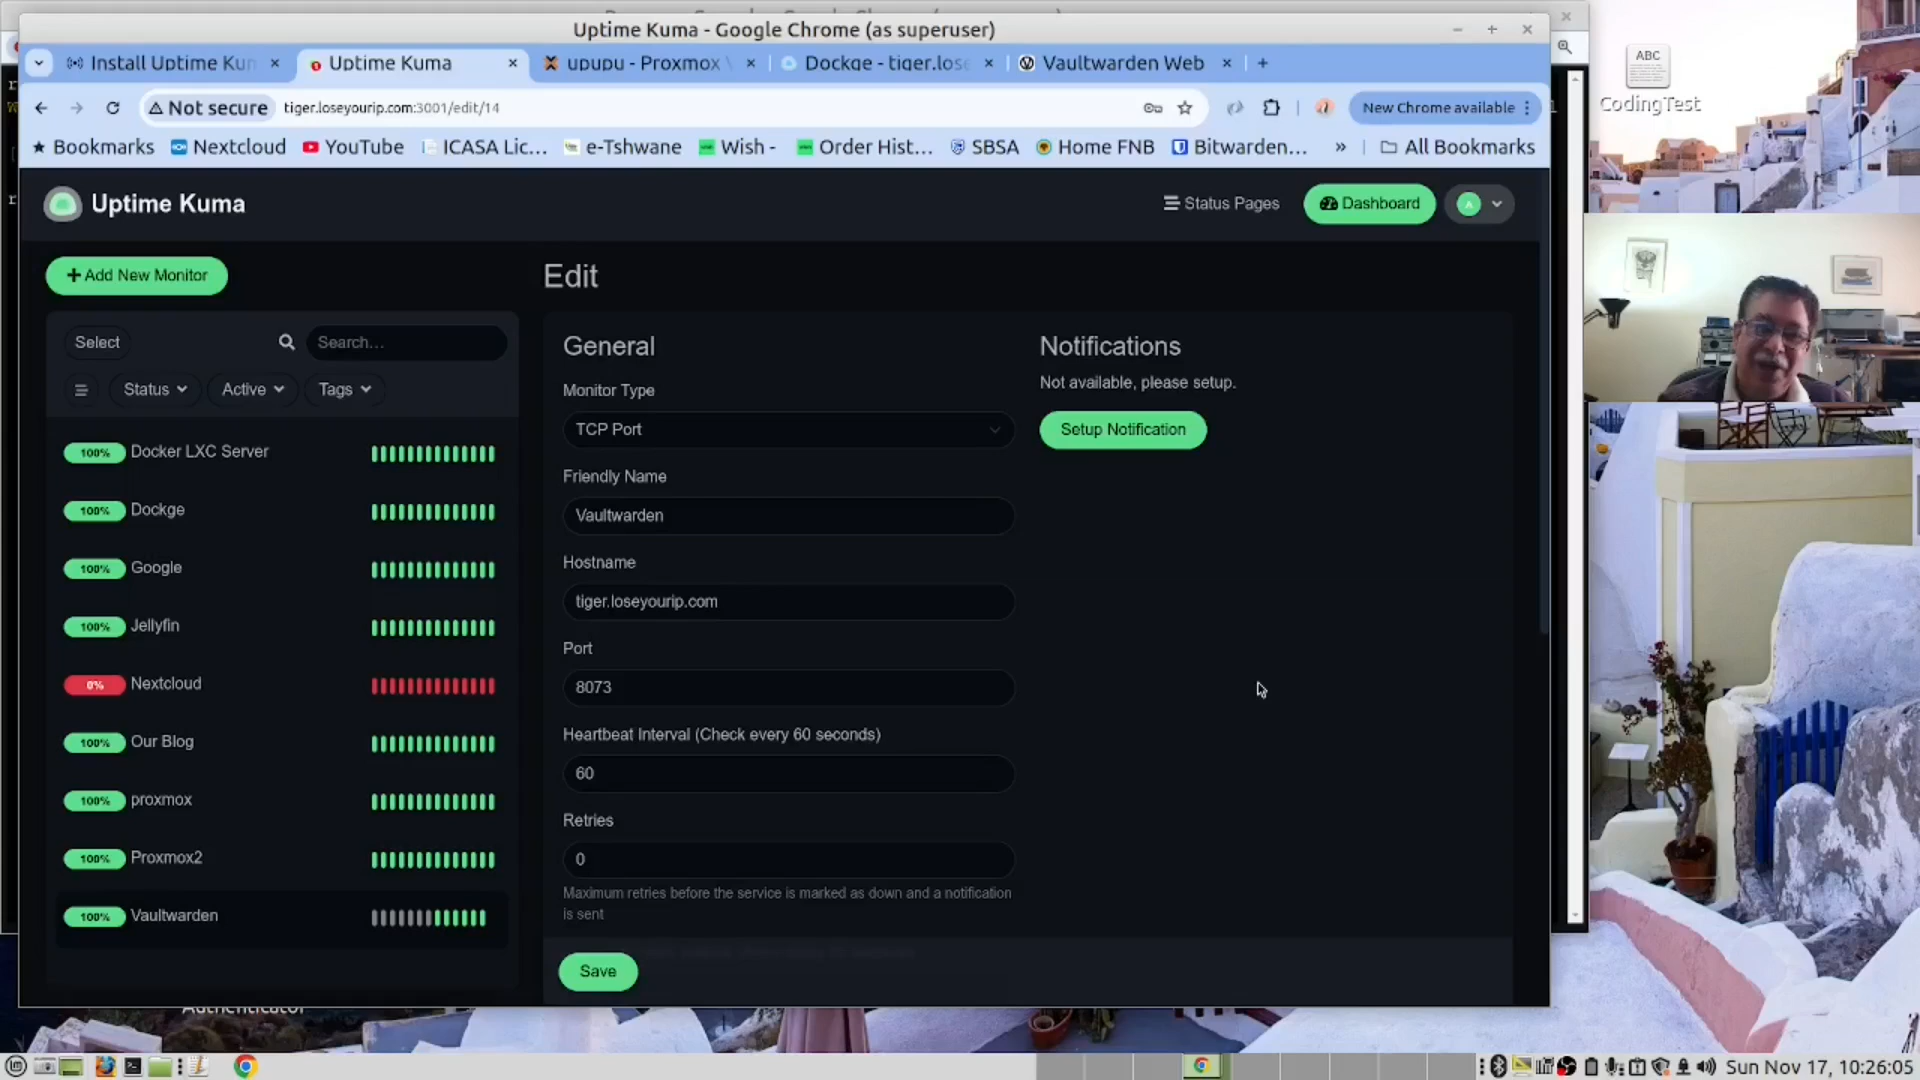 Uptime Kuma - Google Chrome (as superuser)
Install Uptime Kum
Uptime Kuma
upupu - Proxmox
Dockge - tiger.lose
Vaultwarden Web
Not secure
tiger.loseyourip.com:3001/edit/14
New Chrome available
Bookmarks
Nextcloud
YouTube
ICASA Lic...
e-Tshwane
Wish -
Order Hist...
SBSA
Home FNB
Bitwarden...
»
All Bookmarks
ABC
CodingTest
Uptime Kuma
Status Pages
Dashboard
A
+ Add New Monitor
Edit
Select
Search...
Status
Active
Tags
100% Docker LXC Server
100% Dockge
100% Google
100% Jellyfin
0% Nextcloud
100% Our Blog
100% proxmox
100% Proxmox2
100% Vaultwarden
General
Monitor Type
TCP Port
Friendly Name
Vaultwarden
Hostname
tiger.loseyourip.com
Port
8073
Heartbeat Interval (Check every 60 seconds)
60
Retries
0
Maximum retries before the service is marked as down and a notification
is sent
Save
Notifications
Not available, please setup.
Setup Notification
Authenticator
Sun Nov 17, 10:26:05